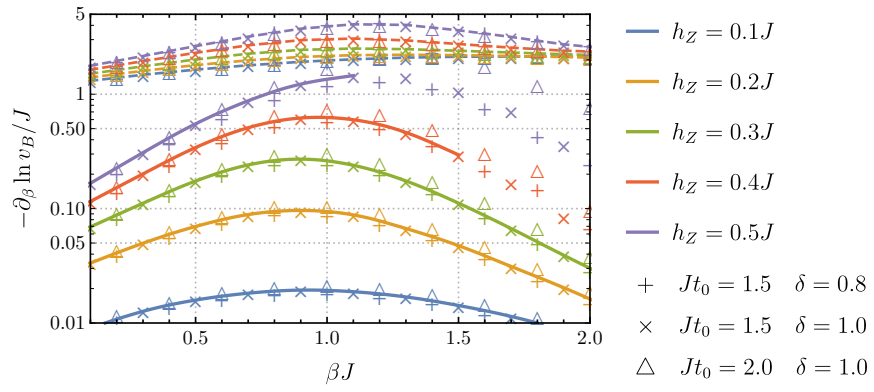 5
1
0.50
0.10
0.05
0.01
−∂β ln vB/J
0.5
1.0
1.5
2.0
βJ
hZ = 0.1J
hZ = 0.2J
hZ = 0.3J
hZ = 0.4J
hZ = 0.5J
+ Jt0 = 1.5 δ = 0.8
× Jt0 = 1.5 δ = 1.0
△ Jt0 = 2.0 δ = 1.0